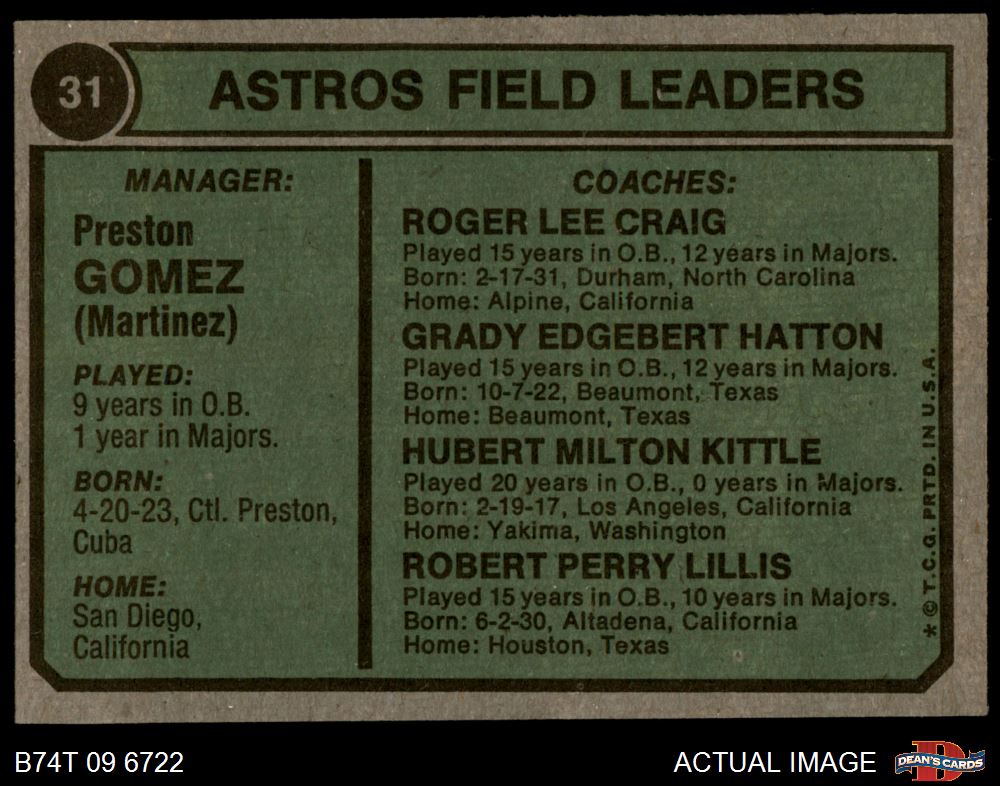 31
ASTROS FIELD LEADERS
MANAGER:
Preston
GOMEZ
(Martinez)
PLAYED:
9 years in O.B.
1 year in Majors.
BORN:
4-20-23, Ctl. Preston,
Cuba
HOME:
San Diego,
California
COACHES:
ROGER LEE CRAIG
Played 15 years in O.B., 12 years in Majors.
Born: 2-17-31, Durham, North Carolina
Home: Alpine, California
GRADY EDGEBERT HATTON
Played 15 years in O.B., 12 years in Majors.
Born: 10-7-22, Beaumont, Texas
Home: Beaumont, Texas
HUBERT MILTON KITTLE
Played 20 years in O.B., 0 years in Majors.
Born: 2-19-17, Los Angeles, California
Home: Yakima, Washington
ROBERT PERRY LILLIS
Played 15 years in O.B., 10 years in Majors.
Born: 6-2-30, Altadena, California
Home: Houston, Texas
* © T.C.G. PRTD. IN U.S.A.
B74T 09 6722
ACTUAL IMAGE
D
DEAN'S CARDS